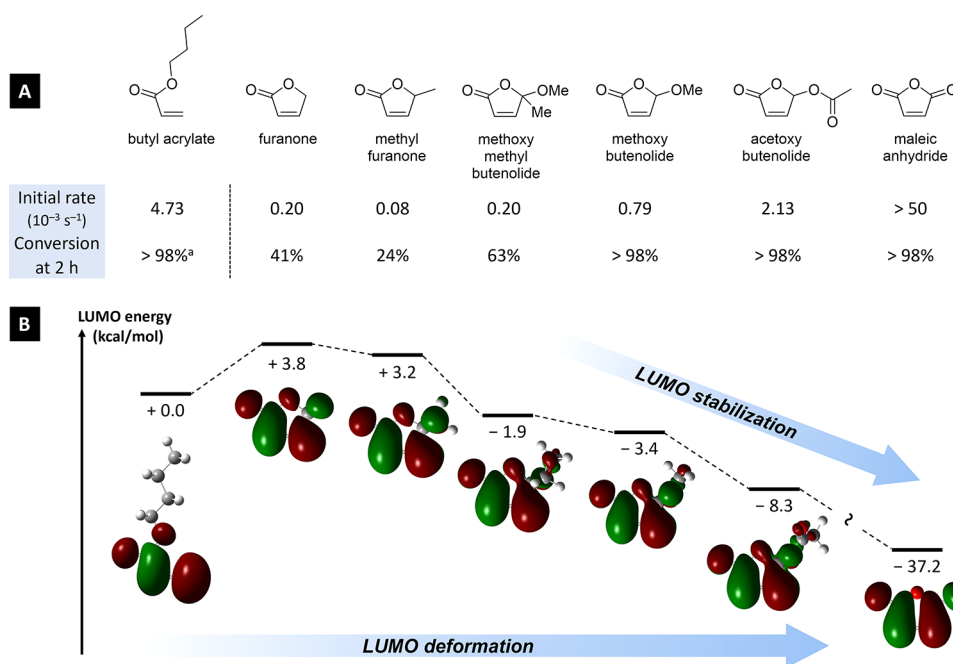 A
O
O
O
O
O
O
O
OMe
Me
O
O
OMe
O
O
O
O
O
O
O
butyl acrylate
furanone
methyl
furanone
methoxy
methyl
butenolide
methoxy
butenolide
acetoxy
butenolide
maleic
anhydride
Initial rate
(10⁻³ s⁻¹)
4.73
0.20
0.08
0.20
0.79
2.13
> 50
Conversion
at 2 h
> 98%ᵃ
41%
24%
63%
> 98%
> 98%
> 98%
B
LUMO energy
(kcal/mol)
+ 0.0
+ 3.8
+ 3.2
− 1.9
− 3.4
− 8.3
− 37.2
LUMO stabilization
LUMO deformation